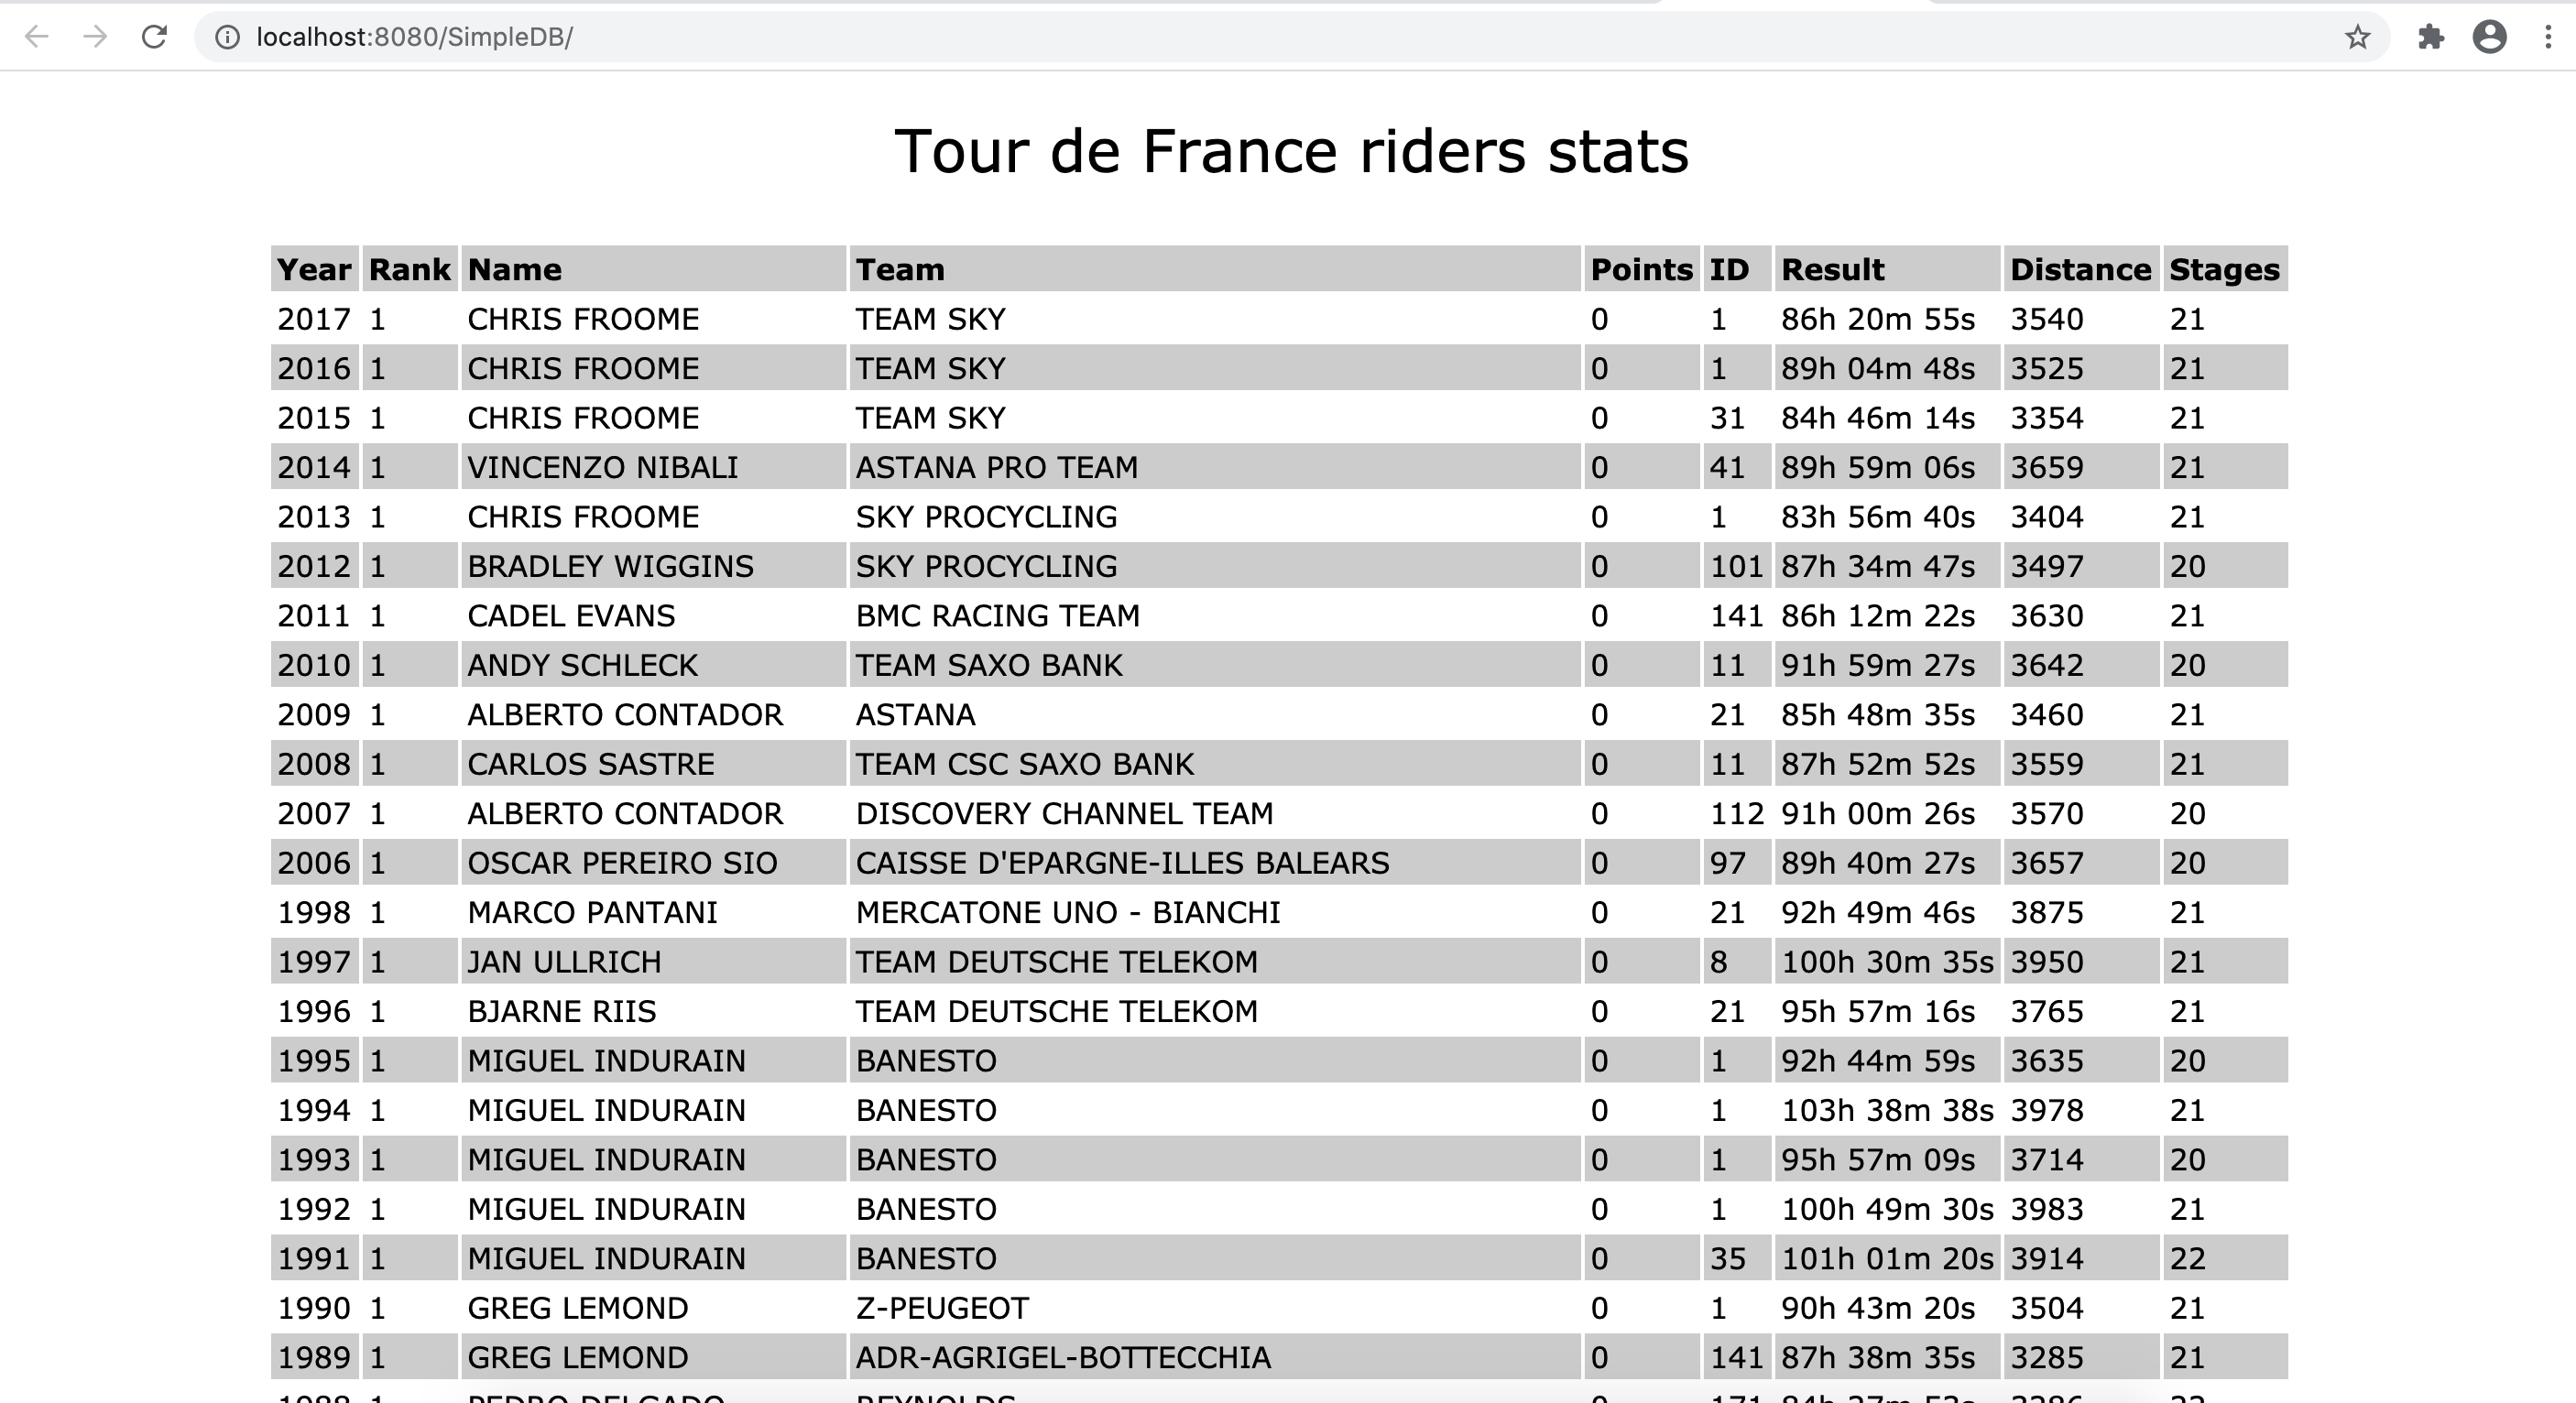 localhost:8080/SimpleDB/
Tour de France riders stats
Year Rank Name Team Points ID Result Distance Stages
2017 1 CHRIS FROOME TEAM SKY 0 1 86h 20m 55s 3540 21
2016 1 CHRIS FROOME TEAM SKY 0 1 89h 04m 48s 3525 21
2015 1 CHRIS FROOME TEAM SKY 0 31 84h 46m 14s 3354 21
2014 1 VINCENZO NIBALI ASTANA PRO TEAM 0 41 89h 59m 06s 3659 21
2013 1 CHRIS FROOME SKY PROCYCLING 0 1 83h 56m 40s 3404 21
2012 1 BRADLEY WIGGINS SKY PROCYCLING 0 101 87h 34m 47s 3497 20
2011 1 CADEL EVANS BMC RACING TEAM 0 141 86h 12m 22s 3630 21
2010 1 ANDY SCHLECK TEAM SAXO BANK 0 11 91h 59m 27s 3642 20
2009 1 ALBERTO CONTADOR ASTANA 0 21 85h 48m 35s 3460 21
2008 1 CARLOS SASTRE TEAM CSC SAXO BANK 0 11 87h 52m 52s 3559 21
2007 1 ALBERTO CONTADOR DISCOVERY CHANNEL TEAM 0 112 91h 00m 26s 3570 20
2006 1 OSCAR PEREIRO SIO CAISSE D'EPARGNE-ILLES BALEARS 0 97 89h 40m 27s 3657 20
1998 1 MARCO PANTANI MERCATONE UNO - BIANCHI 0 21 92h 49m 46s 3875 21
1997 1 JAN ULLRICH TEAM DEUTSCHE TELEKOM 0 8 100h 30m 35s 3950 21
1996 1 BJARNE RIIS TEAM DEUTSCHE TELEKOM 0 21 95h 57m 16s 3765 21
1995 1 MIGUEL INDURAIN BANESTO 0 1 92h 44m 59s 3635 20
1994 1 MIGUEL INDURAIN BANESTO 0 1 103h 38m 38s 3978 21
1993 1 MIGUEL INDURAIN BANESTO 0 1 95h 57m 09s 3714 20
1992 1 MIGUEL INDURAIN BANESTO 0 1 100h 49m 30s 3983 21
1991 1 MIGUEL INDURAIN BANESTO 0 35 101h 01m 20s 3914 22
1990 1 GREG LEMOND Z-PEUGEOT 0 1 90h 43m 20s 3504 21
1989 1 GREG LEMOND ADR-AGRIGEL-BOTTECCHIA 0 141 87h 38m 35s 3285 21
1988 1 PEDRO DELGADO REYNOLDS 0 171